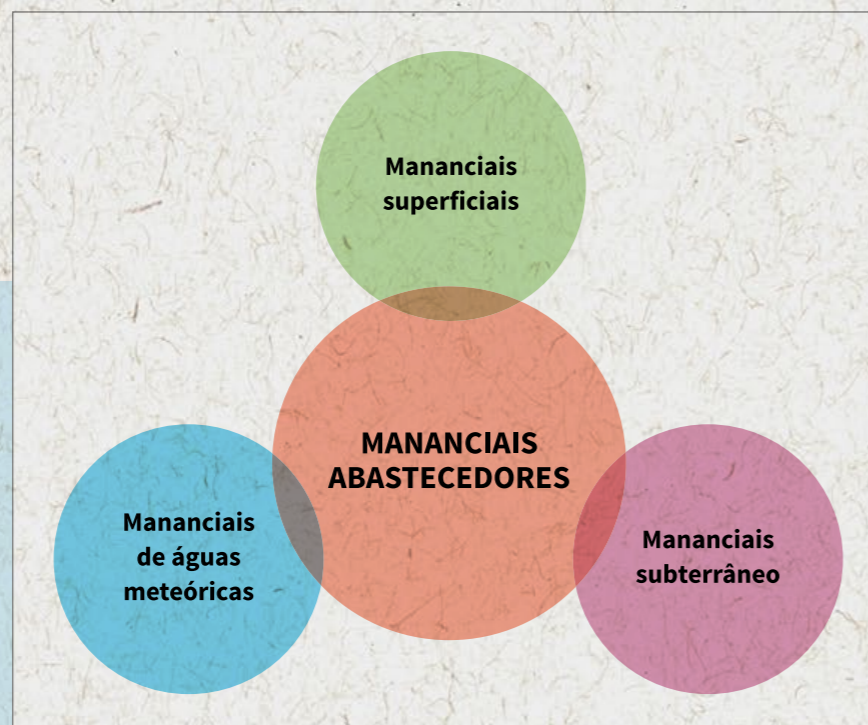 Mananciais
superficiais
MANANCIAIS
ABASTECEDORES
Mananciais
de águas
meteóricas
Mananciais
subterrâneo